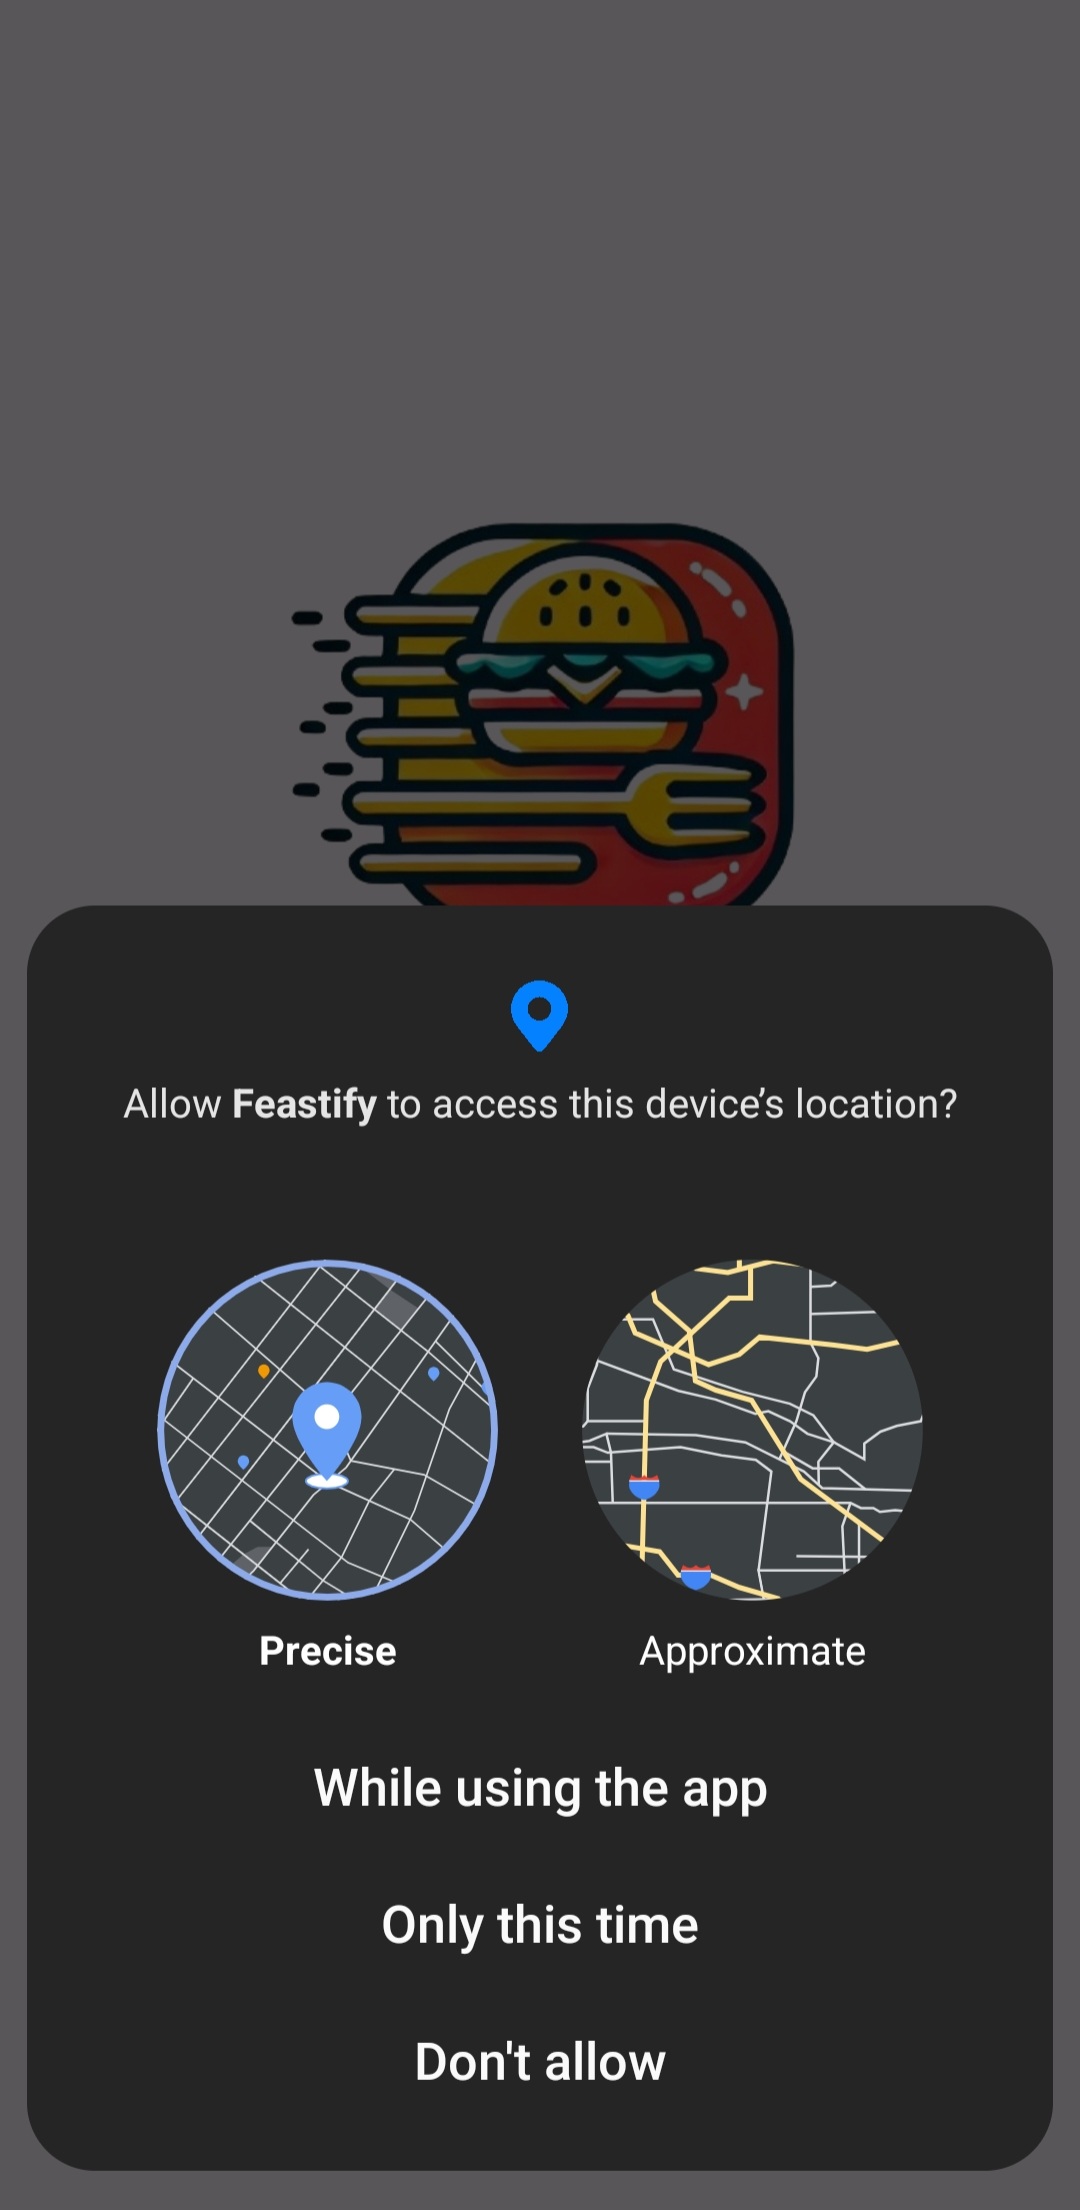 Allow Feastify to access this device’s location?
Precise
Approximate
While using the app
Only this time
Don't allow